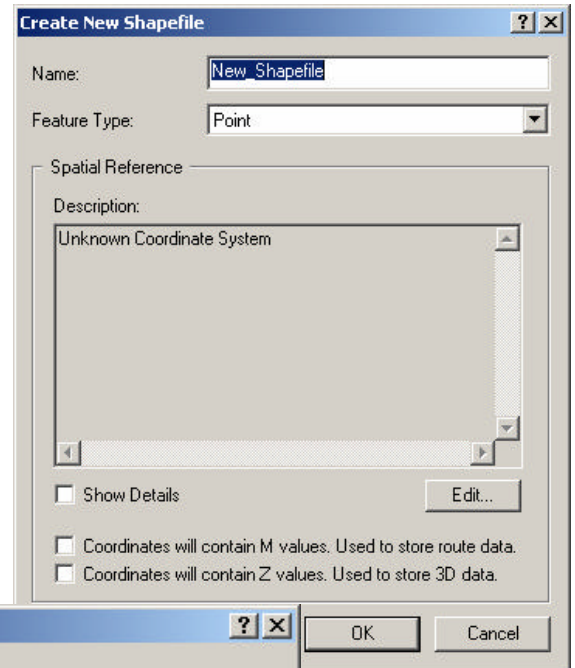 Create New Shapefile
Name: New_Shapefile
Feature Type: Point
Spatial Reference
Description:
Unknown Coordinate System
Show Details
Edit...
Coordinates will contain M values. Used to store route data.
Coordinates will contain Z values. Used to store 3D data.
OK Cancel